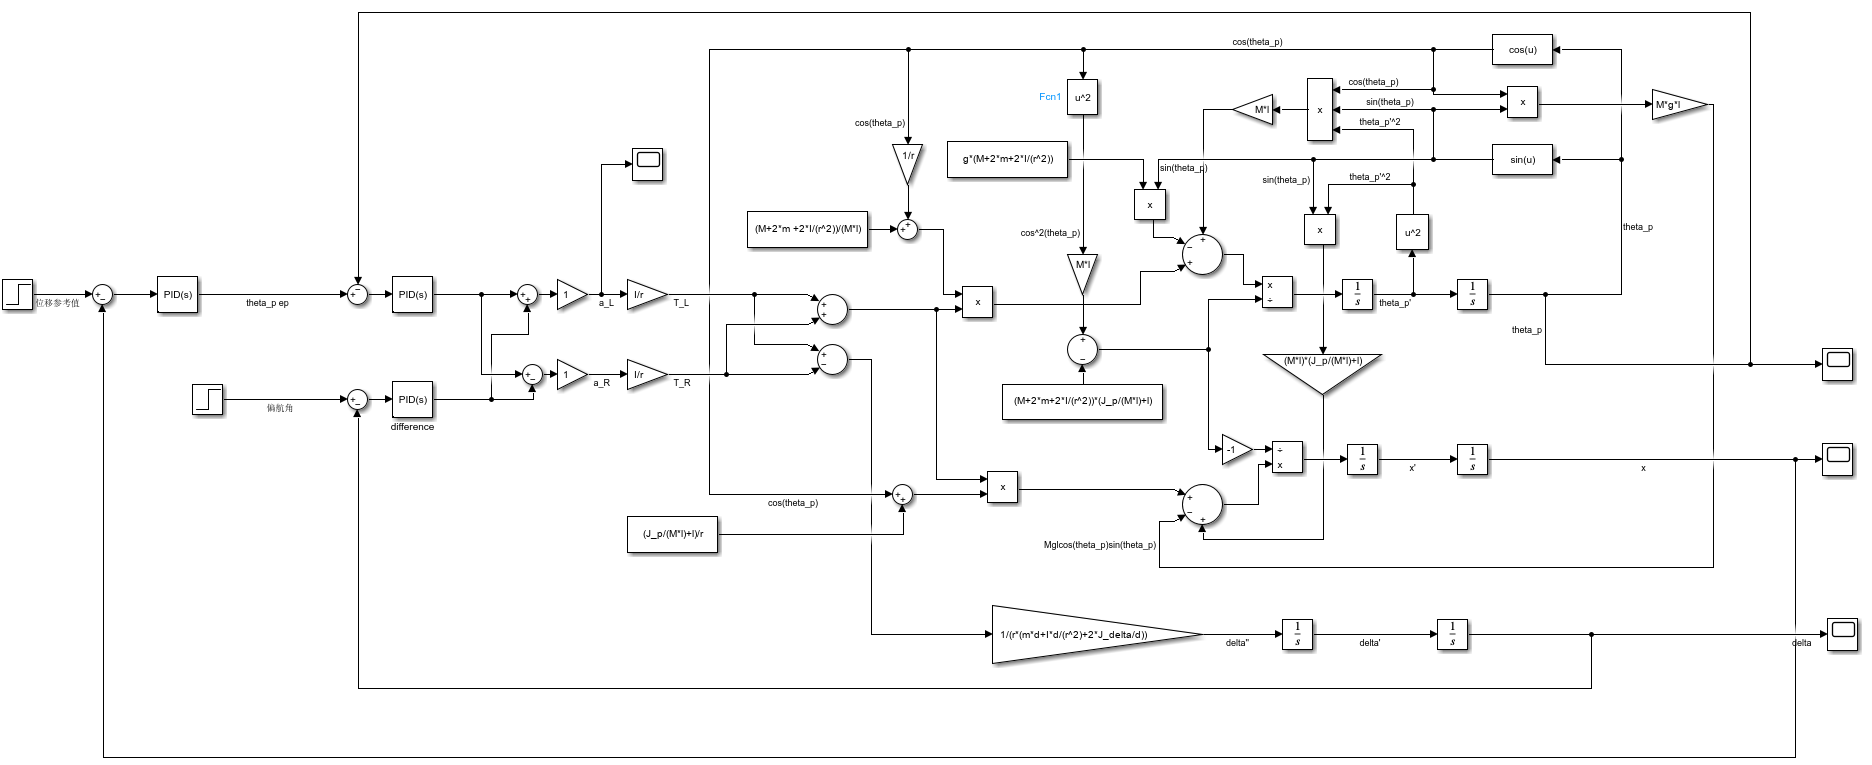 cos(theta_p)
cos(u)
cos(theta_p)
Fcn1
u^2
sin(theta_p)
x
M*g*l
M*l
x
cos(theta_p)
theta_p'^2
1/r
g*(M+2*m+2*I/(r^2))
sin(theta_p)
sin(u)
sin(theta_p)
theta_p'^2
x
(M+2*m +2*I/(r^2))/(M*l)
x
u^2
theta_p
cos^2(theta_p)
M*l
PID(s)
PID(s)
1
I/r
x
x
÷
1
s
1
s
位移参考值
theta_p ep
a_L
T_L
theta_p'
theta_p
(M*l)*(J_p/(M*l)+l)
1
I/r
a_R
T_R
偏航角
PID(s)
difference
(M+2*m+2*I/(r^2))*(J_p/(M*l)+l)
-1
÷
x
1
s
1
s
x'
x
x
cos(theta_p)
(J_p/(M*l)+l)/r
Mglcos(theta_p)sin(theta_p)
1/(r*(m*d+I*d/(r^2)+2*J_delta/d))
1
s
1
s
delta''
delta'
delta